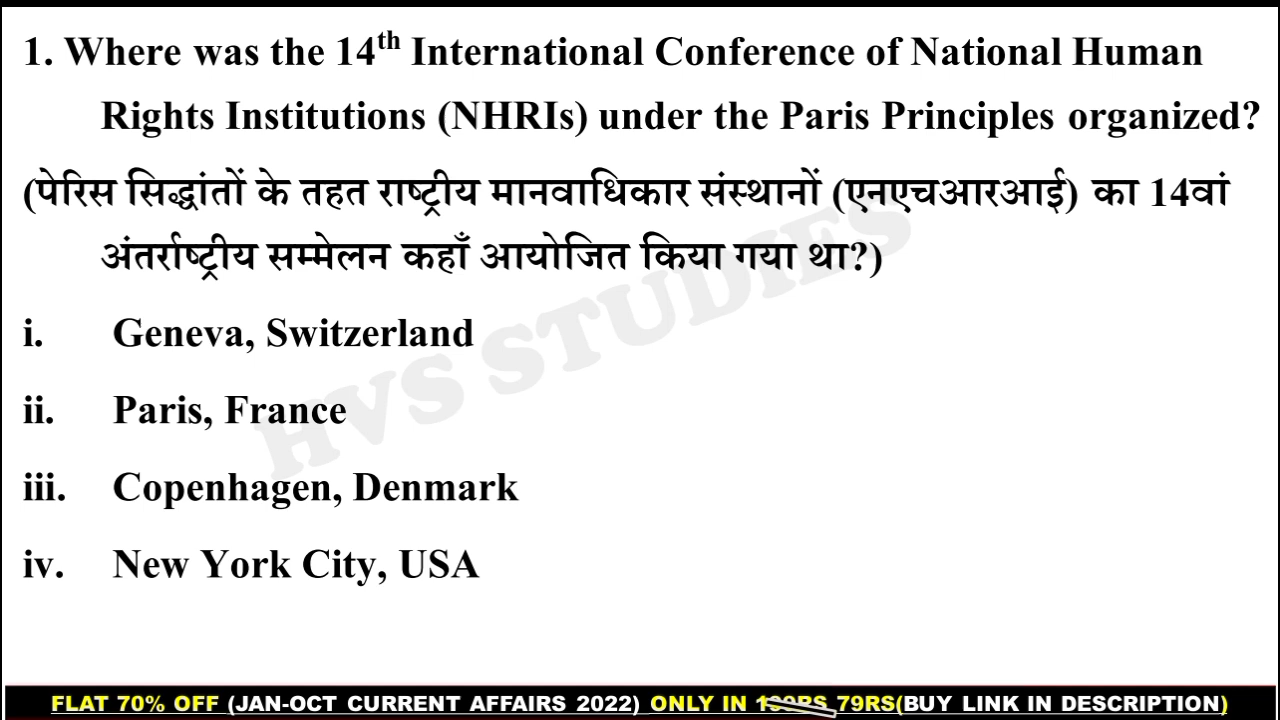 1. Where was the 14th International Conference of National Human
Rights Institutions (NHRIs) under the Paris Principles organized?
(पेरिस सिद्धांतों के तहत राष्ट्रीय मानवाधिकार संस्थानों (एनएचआरआई) का 14वां
अंतर्राष्ट्रीय सम्मेलन कहाँ आयोजित किया गया था?)
HVS STUDIES
i. Geneva, Switzerland
ii. Paris, France
iii. Copenhagen, Denmark
iv. New York City, USA
FLAT 70% OFF (JAN-OCT CURRENT AFFAIRS 2022) ONLY IN 79RS(BUY LINK IN DESCRIPTION)